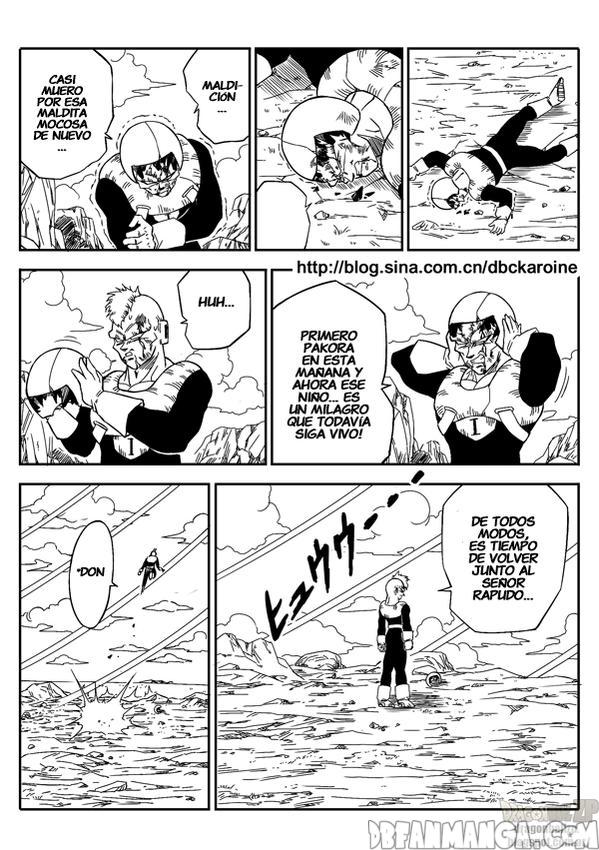 MALDI-
CIÓN
...
CASI
MUERO
POR ESA
MALDITA
MOCOSA
DE NUEVO
...
http://blog.sina.com.cn/dbckaroine
PRIMERO
PAKORA
EN ESTA
MAÑANA Y
AHORA ESE
NIÑO... ES
UN MILAGRO
QUE TODAVÍA
SIGA VIVO!
I
HUH...
I
DE TODOS
MODOS,
ES TIEMPO
DE VOLVER
JUNTO AL
SEÑOR
RAPUDO...
ヒュウウ
"DON
DBFANMANGA.COM